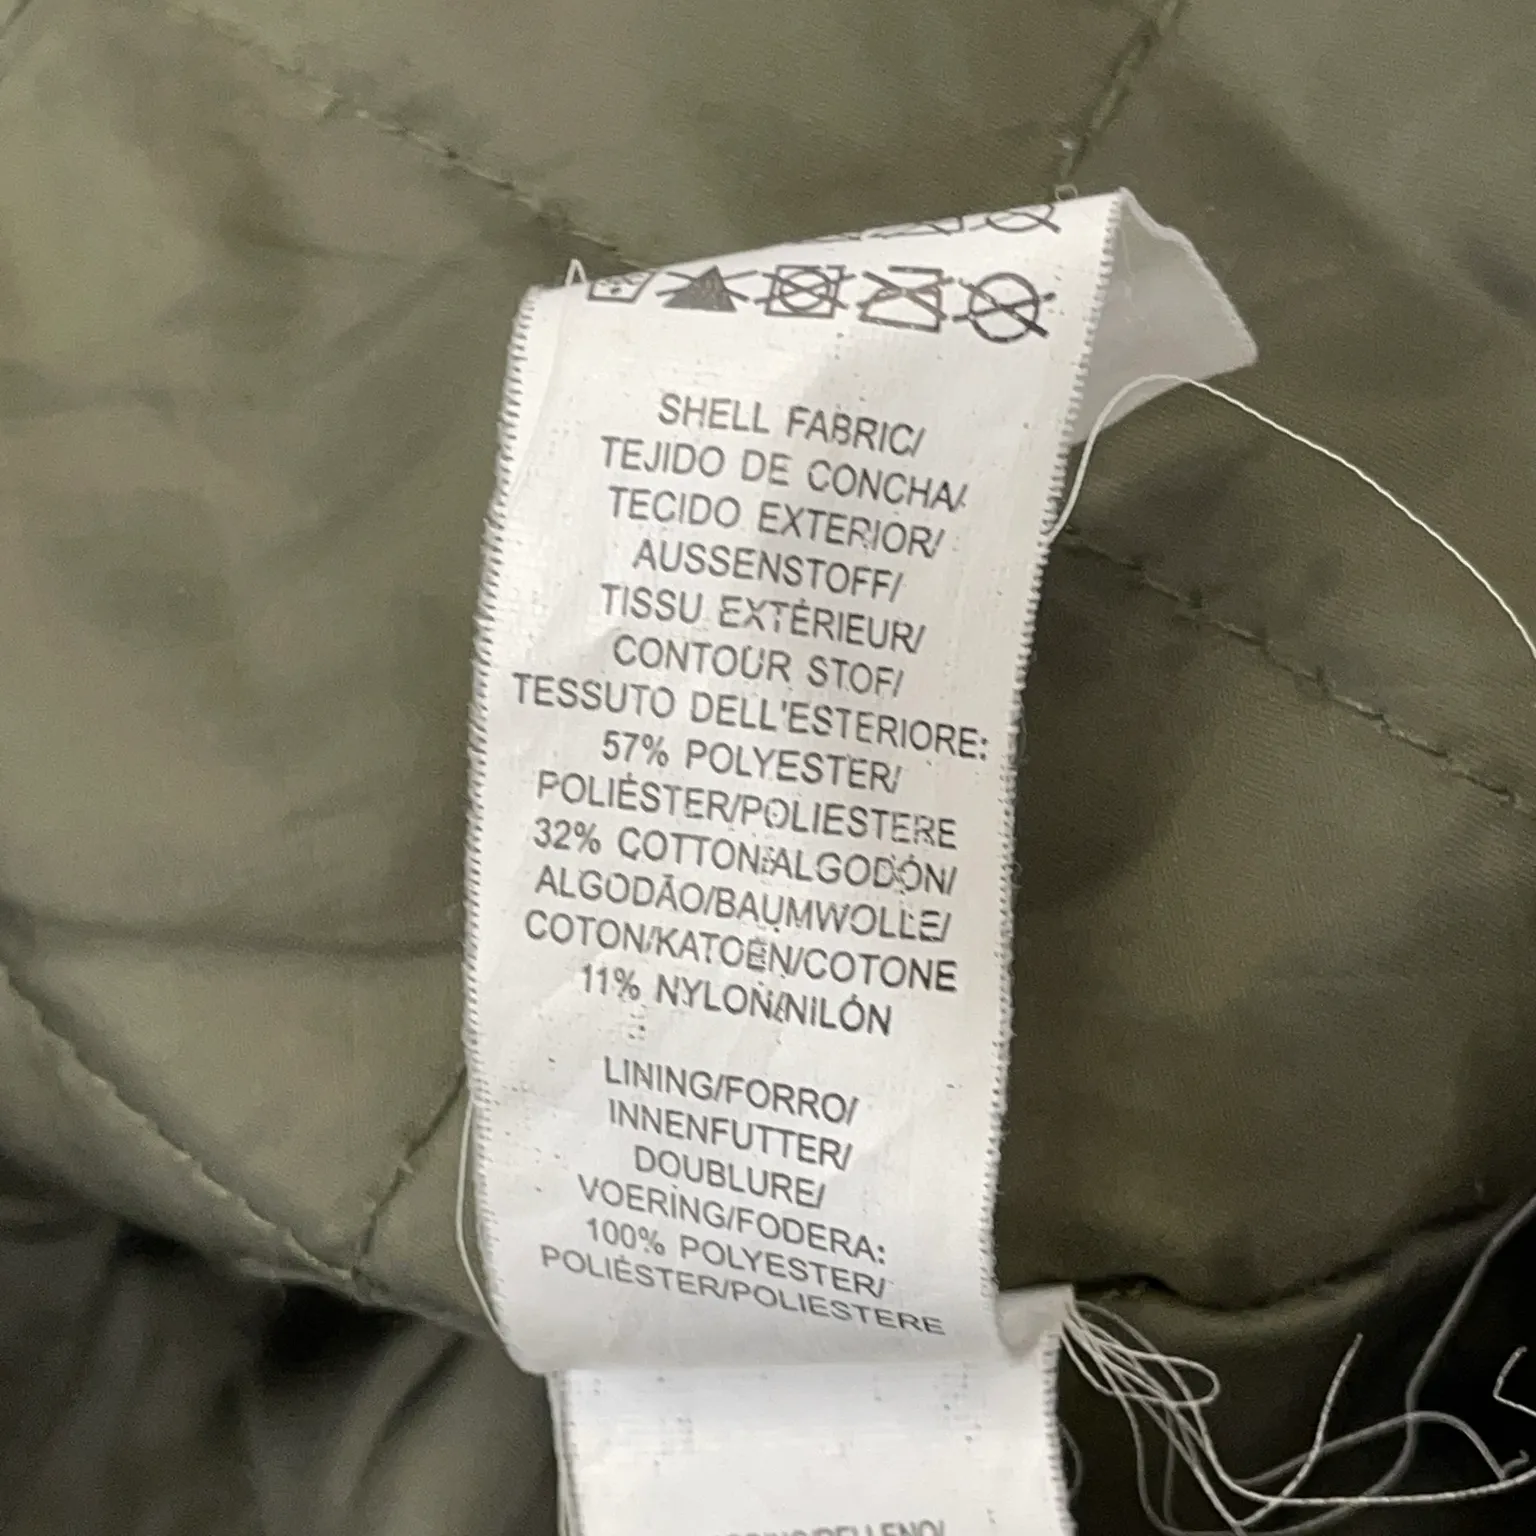 SHELL FABRIC/
TEJIDO DE CONCHA/
TECIDO EXTERIOR/
AUSSENSTOFF/
TISSU EXTÉRIEUR/
CONTOUR STOF/
TESSUTO DELL'ESTERIORE:
57% POLYESTER/
POLIÉSTER/POLIESTERE
32% COTTON/ALGODÓN/
ALGODÃO/BAUMWOLLE/
COTON/KATOEN/COTONE
11% NYLON/NILÓN
LINING/FORRO/
INNENFUTTER/
DOUBLURE/
VOERING/FODERA:
100% POLYESTER/
POLIÉSTER/POLIESTERE